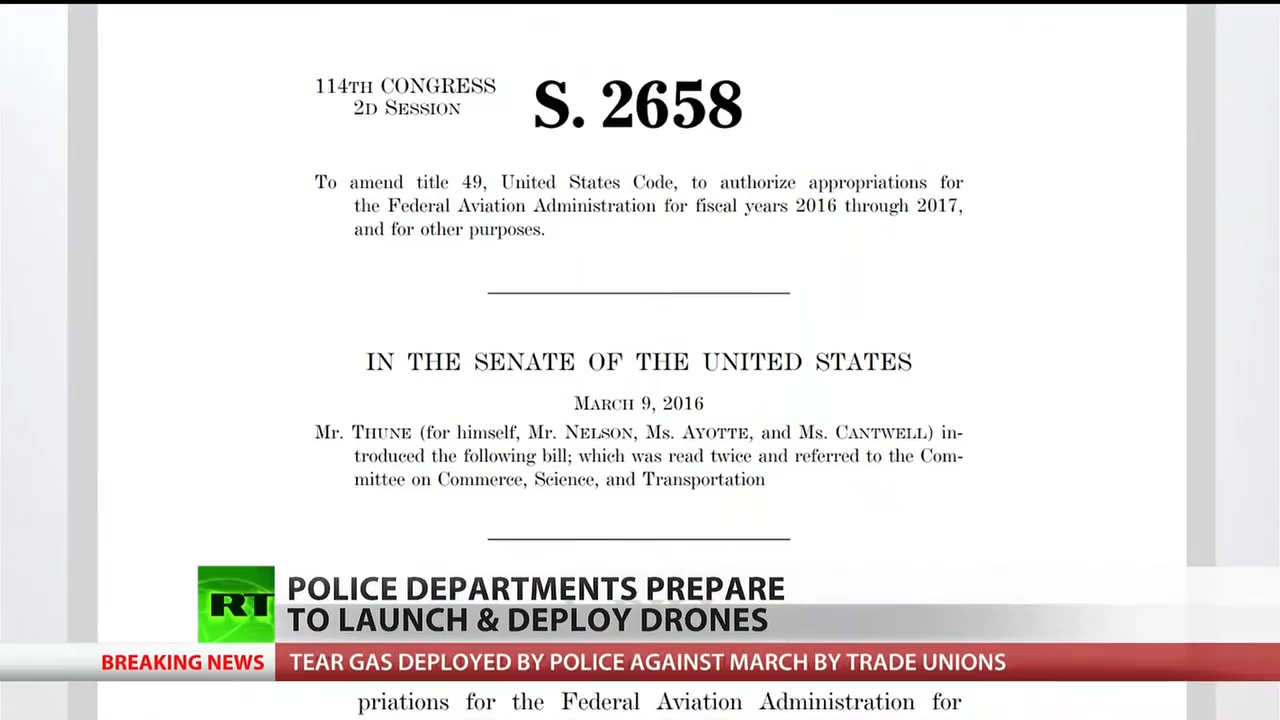 114TH CONGRESS
2D SESSION
S. 2658
To amend title 49, United States Code, to authorize appropriations for
the Federal Aviation Administration for fiscal years 2016 through 2017,
and for other purposes.
IN THE SENATE OF THE UNITED STATES
MARCH 9, 2016
Mr. THUNE (for himself, Mr. NELSON, Ms. AYOTTE, and Ms. CANTWELL) in-
troduced the following bill; which was read twice and referred to the Com-
mittee on Commerce, Science, and Transportation
RT
POLICE DEPARTMENTS PREPARE
TO LAUNCH & DEPLOY DRONES
BREAKING NEWS
TEAR GAS DEPLOYED BY POLICE AGAINST MARCH BY TRADE UNIONS
priations for the Federal Aviation Administration for